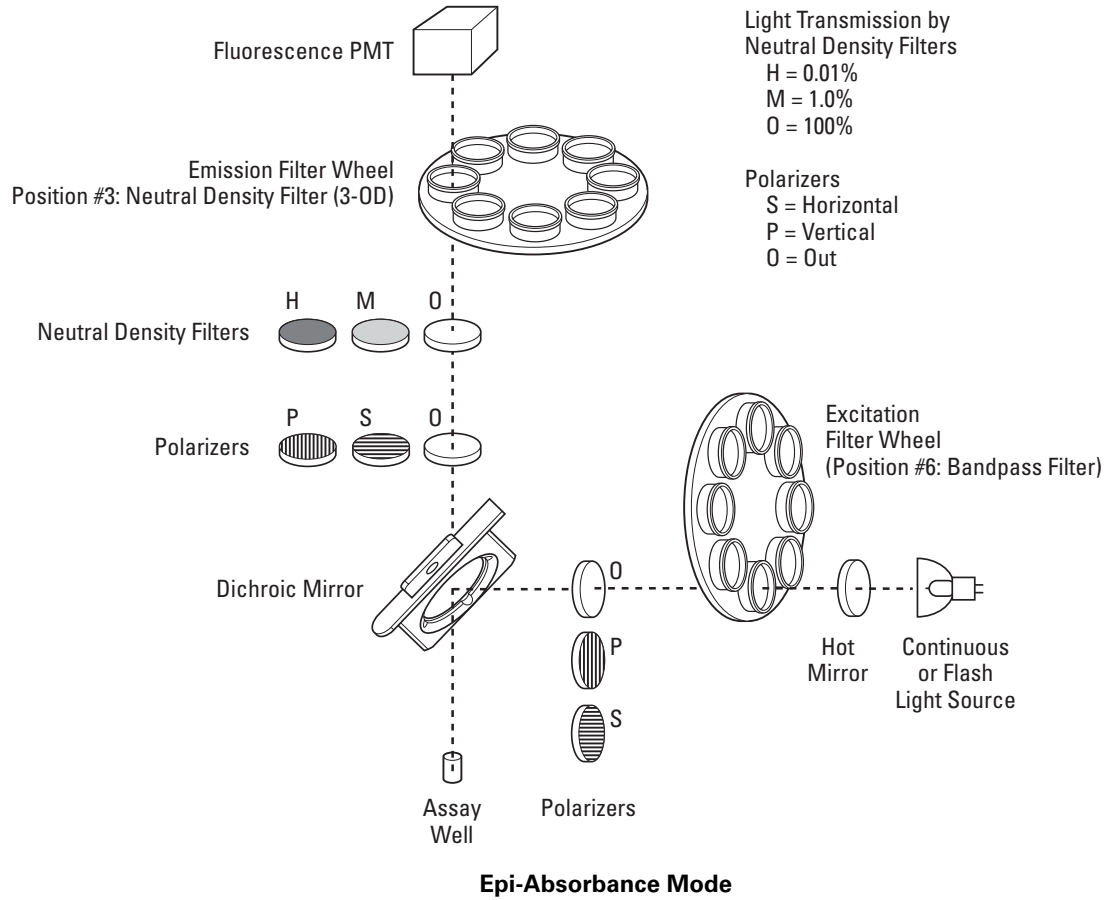 Fluorescence PMT
Light Transmission by
Neutral Density Filters
H = 0.01%
M = 1.0%
O = 100%
Emission Filter Wheel
Position #3: Neutral Density Filter (3-OD)
Polarizers
S = Horizontal
P = Vertical
O = Out
H M O
Neutral Density Filters
P S O
Polarizers
Excitation
Filter Wheel
(Position #6: Bandpass Filter)
Dichroic Mirror
O
P
S
Hot
Mirror
Continuous
or Flash
Light Source
Assay
Well
Polarizers
Epi-Absorbance Mode